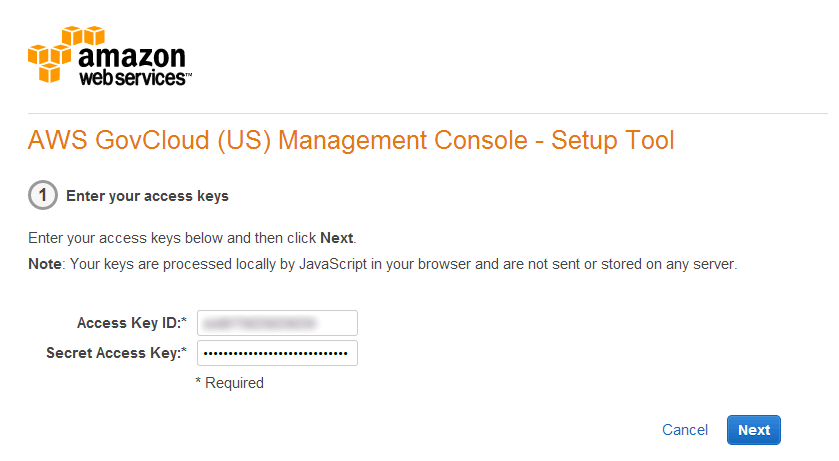 amazon
webservices™
AWS GovCloud (US) Management Console - Setup Tool
1 Enter your access keys
Enter your access keys below and then click Next.
Note: Your keys are processed locally by JavaScript in your browser and are not sent or stored on any server.
Access Key ID:*
Secret Access Key:* •••••••••••••••••••••••••••••
* Required
Cancel Next